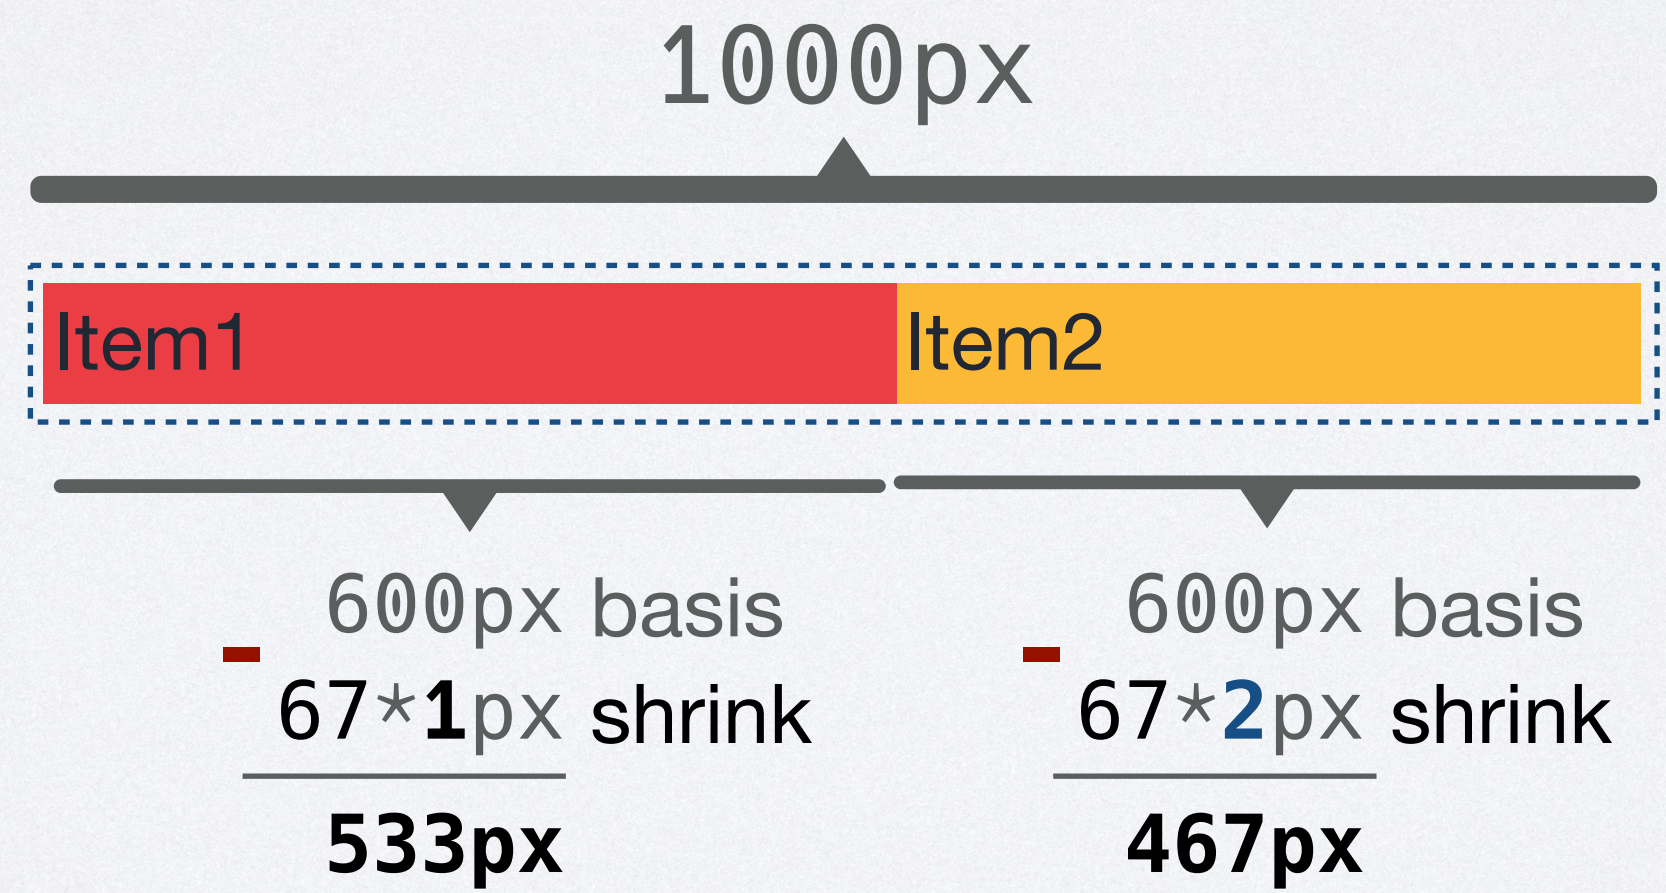 1000px
Item1 Item2
600px basis 600px basis
- 67*1px shrink - 67*2px shrink
533px 467px